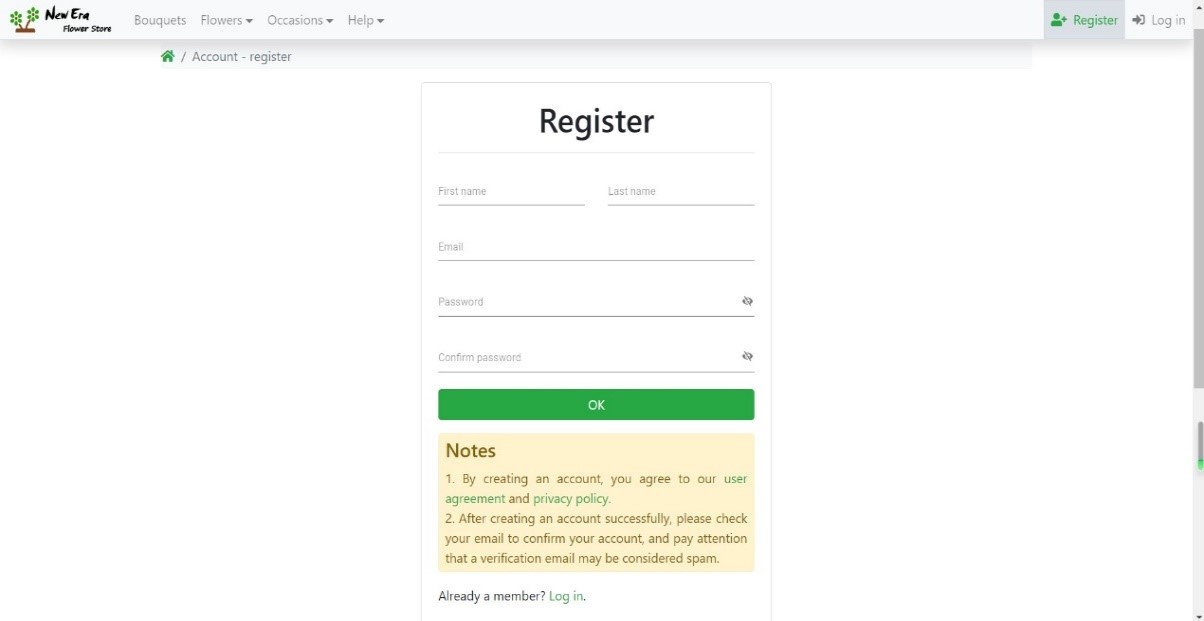 New Era
Flower Store
Bouquets Flowers Occasions Help Register Log in
/ Account - register
Register
First name Last name
Email
Password
Confirm password
OK
Notes
1. By creating an account, you agree to our user
agreement and privacy policy.
2. After creating an account successfully, please check
your email to confirm your account, and pay attention
that a verification email may be considered spam.
Already a member? Log in.